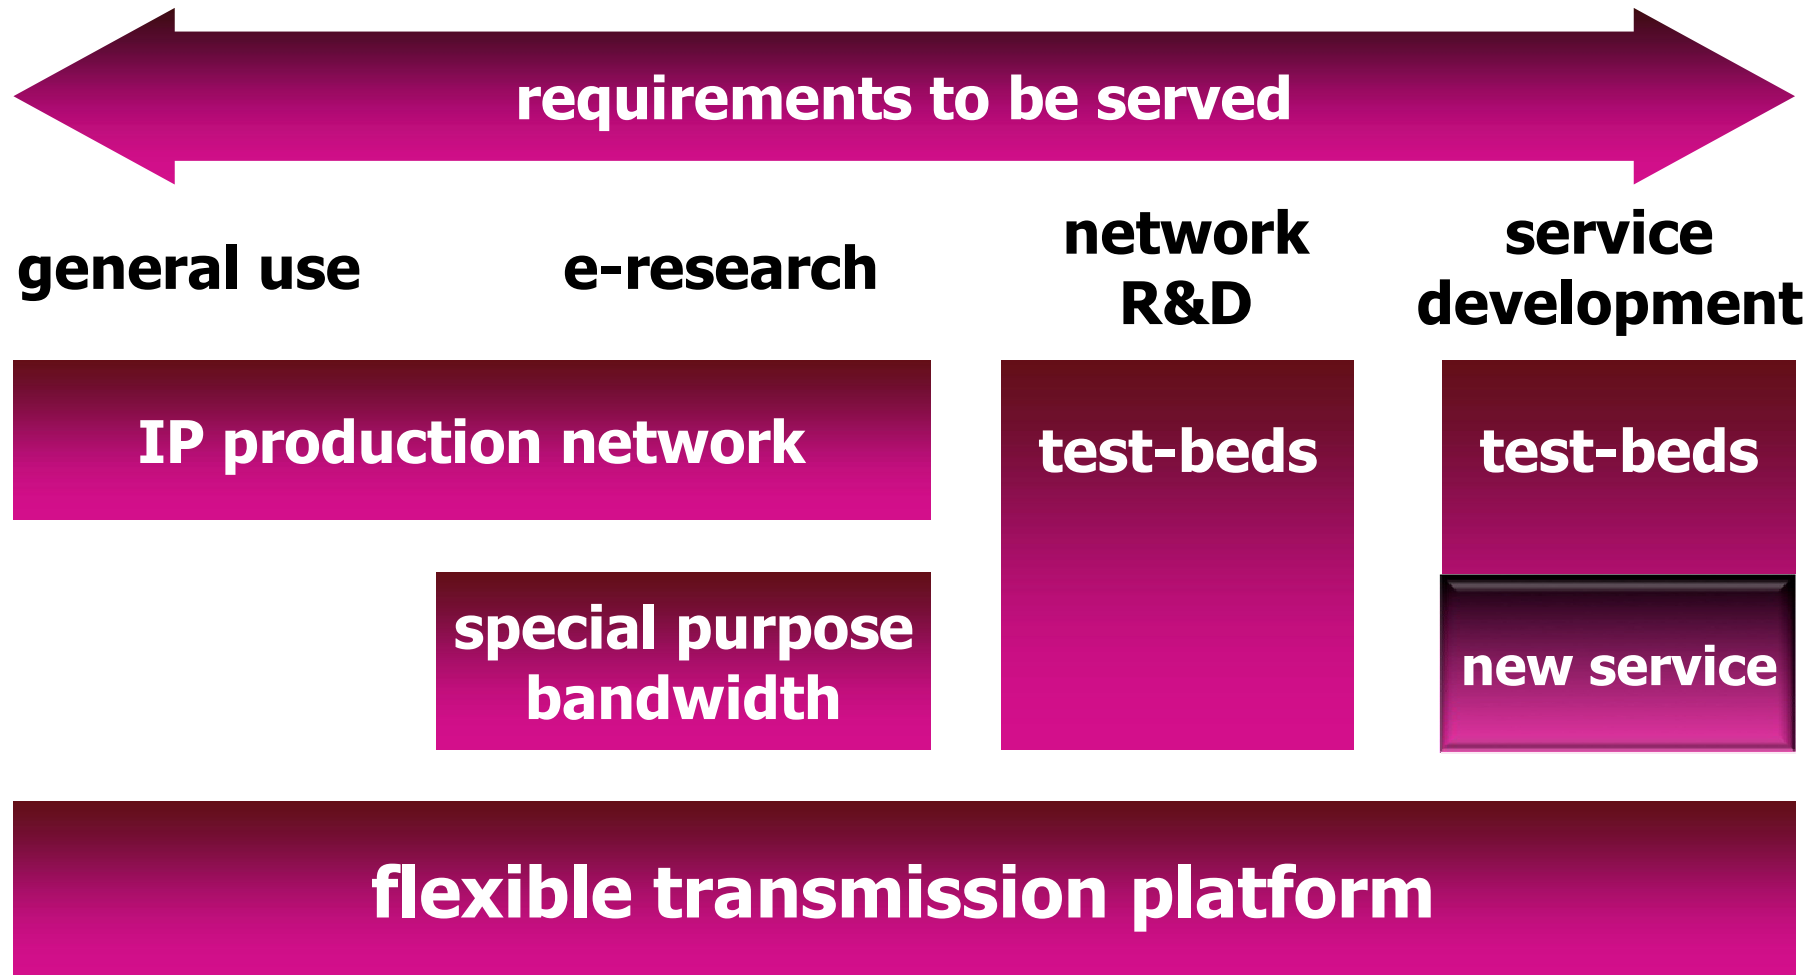 requirements to be served
general use
e-research
network
R&D
service
development
IP production network
test-beds
test-beds
special purpose
bandwidth
new service
flexible transmission platform